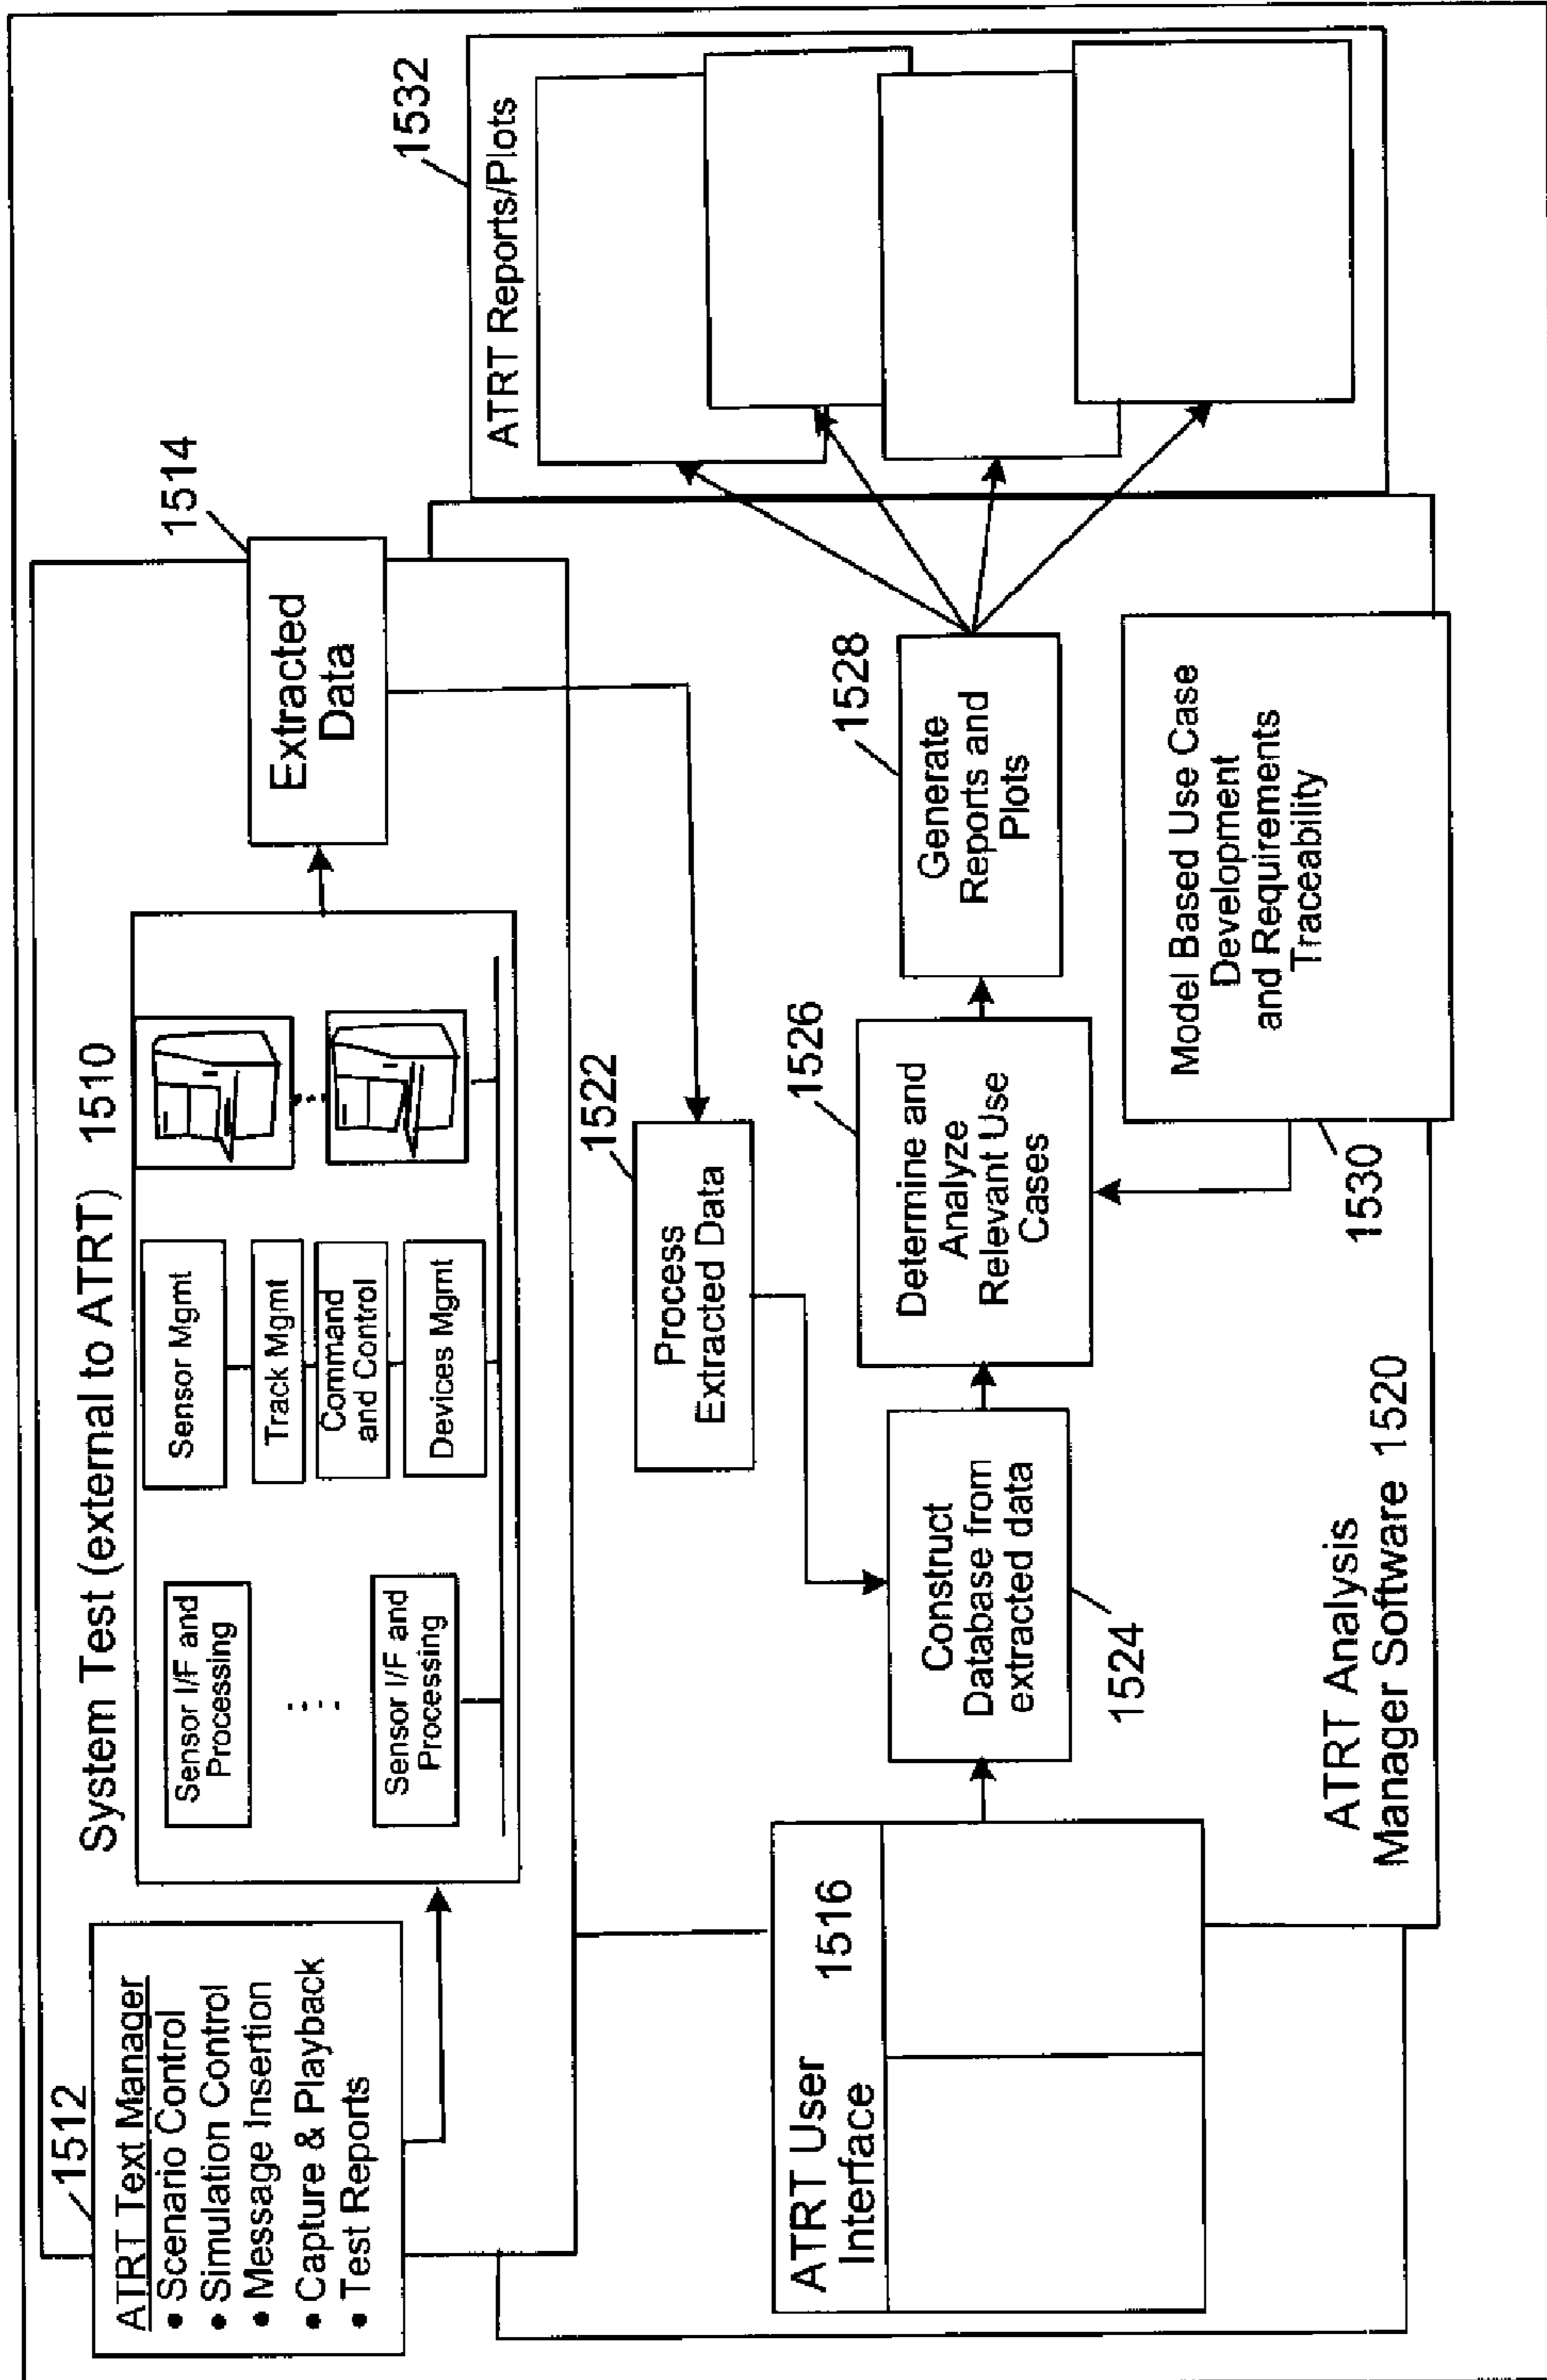 1512
ATRT Text Manager
• Scenario Control
• Simulation Control
• Message Insertion
• Capture & Playback
• Test Reports
System Test (external to ATRT) 1510
Sensor I/F and
Processing
Sensor I/F and
Processing
Sensor Mgmt
Track Mgmt
Command
and Control
Devices Mgmt
1514
Extracted
Data
1532
ATRT Reports/Plots
1522
Process
Extracted Data
ATRT User
Interface
1516
Construct
Database from
extracted data
1524
1526
Determine and
Analyze
Relevant Use
Cases
1528
Generate
Reports and
Plots
1530
Model Based Use Case
Development
and Requirements
Traceability
ATRT Analysis
Manager Software 1520